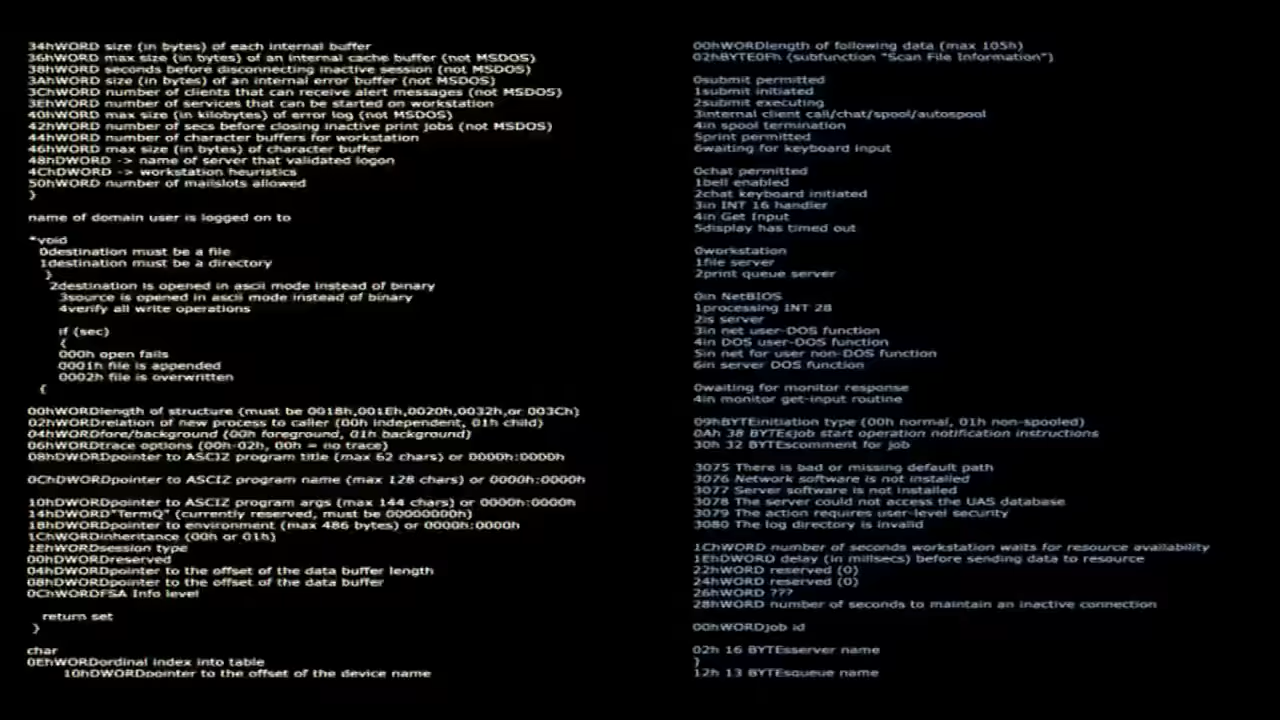 34hWORD size (in bytes) of each internal buffer
36hWORD max size (in bytes) of an internal cache buffer (not MSDOS)
38hWORD seconds before disconnecting inactive session (not MSDOS)
3AhWORD size (in bytes) of an internal error buffer (not MSDOS)
3ChWORD number of clients that can receive alert messages (not MSDOS)
3EhWORD number of services that can be started on workstation
40hWORD max size (in kilobytes) of error log (not MSDOS)
42hWORD number of secs before closing inactive print jobs (not MSDOS)
44hWORD number of character buffers for workstation
46hWORD max size (in bytes) of character buffer
48hDWORD -> name of server that validated logon
4ChDWORD -> workstation heuristics
50hWORD number of mailslots allowed
}
name of domain user is logged on to
*void
0destination must be a file
1destination must be a directory
}
2destination is opened in ascii mode instead of binary
3source is opened in ascii mode instead of binary
4verify all write operations
if (sec)
{
000h open fails
0001h file is appended
0002h file is overwritten
{
00hWORDlength of structure (must be 0018h,001Eh,0020h,0032h,or 003Ch)
02hWORDrelation of new process to caller (00h independent, 01h child)
04hWORDfore/background (00h foreground, 01h background)
06hWORDtrace options (00h-02h, 00h = no trace)
08hDWORDpointer to ASCIZ program title (max 62 chars) or 0000h:0000h
0ChDWORDpointer to ASCIZ program name (max 128 chars) or 0000h:0000h
10hDWORDpointer to ASCIZ program args (max 144 chars) or 0000h:0000h
14hDWORD"TermQ" (currently reserved, must be 00000000h)
18hDWORDpointer to environment (max 486 bytes) or 0000h:0000h
1ChDWORDinheritance (00h or 01h)
1EhWORDsession type
00hDWORDreserved
04hDWORDpointer to the offset of the data buffer length
08hDWORDpointer to the offset of the data buffer
0ChWORDFSA Info level
return set
}
char
0EhWORDordinal index into table
10hDWORDpointer to the offset of the device name
00hWORDlength of following data (max 105h)
02hBYTE0Fh (subfunction "Scan File Information")
0submit permitted
1submit initiated
2submit executing
3internal client call/chat/spool/autospool
4in spool termination
5print permitted
6waiting for keyboard input
0chat permitted
1bell enabled
2chat keyboard initiated
3in INT 16 handler
4in Get Input
5display has timed out
0workstation
1file server
2print queue server
0in NetBIOS
1processing INT 28
2is server
3in net user-DOS function
4in DOS user-DOS function
5in net for user non-DOS function
6in server DOS function
0waiting for monitor response
4in monitor get-input routine
09hBYTEinitiation type (00h normal, 01h non-spooled)
0Ah 38 BYTEsjob start operation notification instructions
30h 32 BYTEscomment for job
3075 There is bad or missing default path
3076 Network software is not installed
3077 Server software is not installed
3078 The server could not access the UAS database
3079 The action requires user-level security
3080 The log directory is invalid
1ChWORD number of seconds workstation waits for resource availability
1EhDWORD delay (in millsecs) before sending data to resource
22hWORD reserved (0)
24hWORD reserved (0)
26hWORD ???
28hWORD number of seconds to maintain an inactive connection
00hWORDjob id
02h 16 BYTEsserver name
}
12h 13 BYTEsqueue name